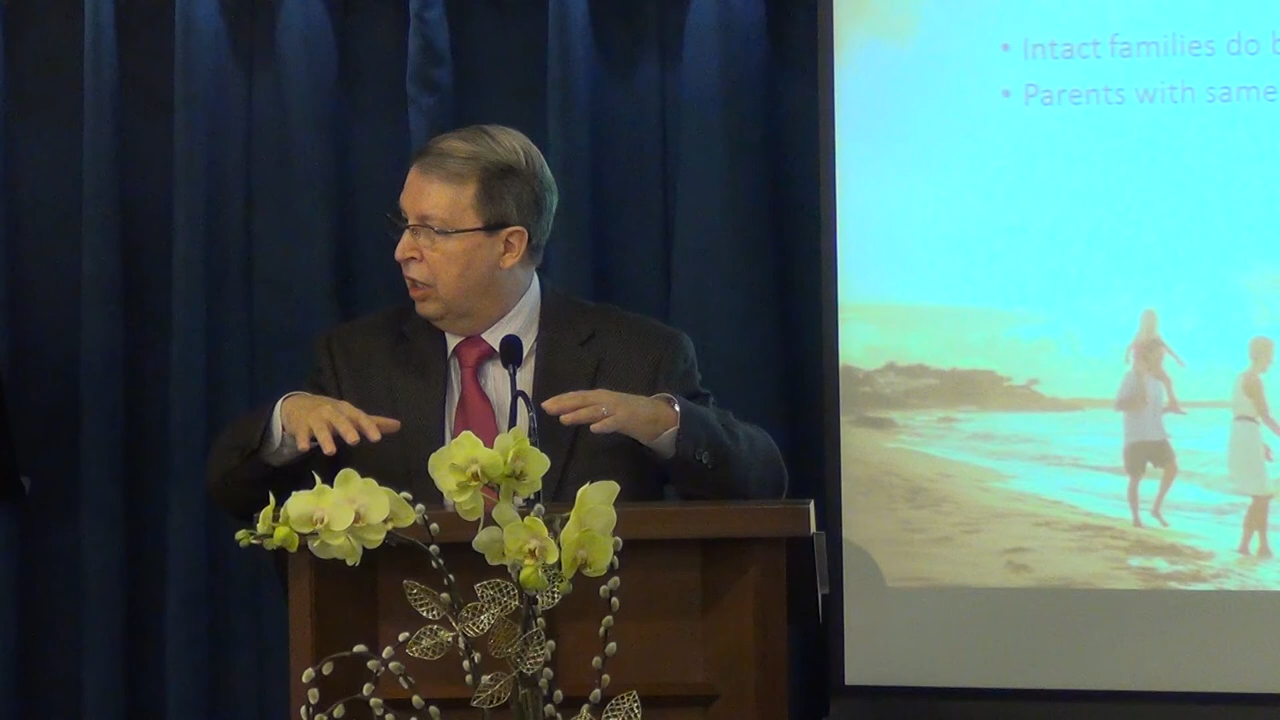 • Intact families do
• Parents with same